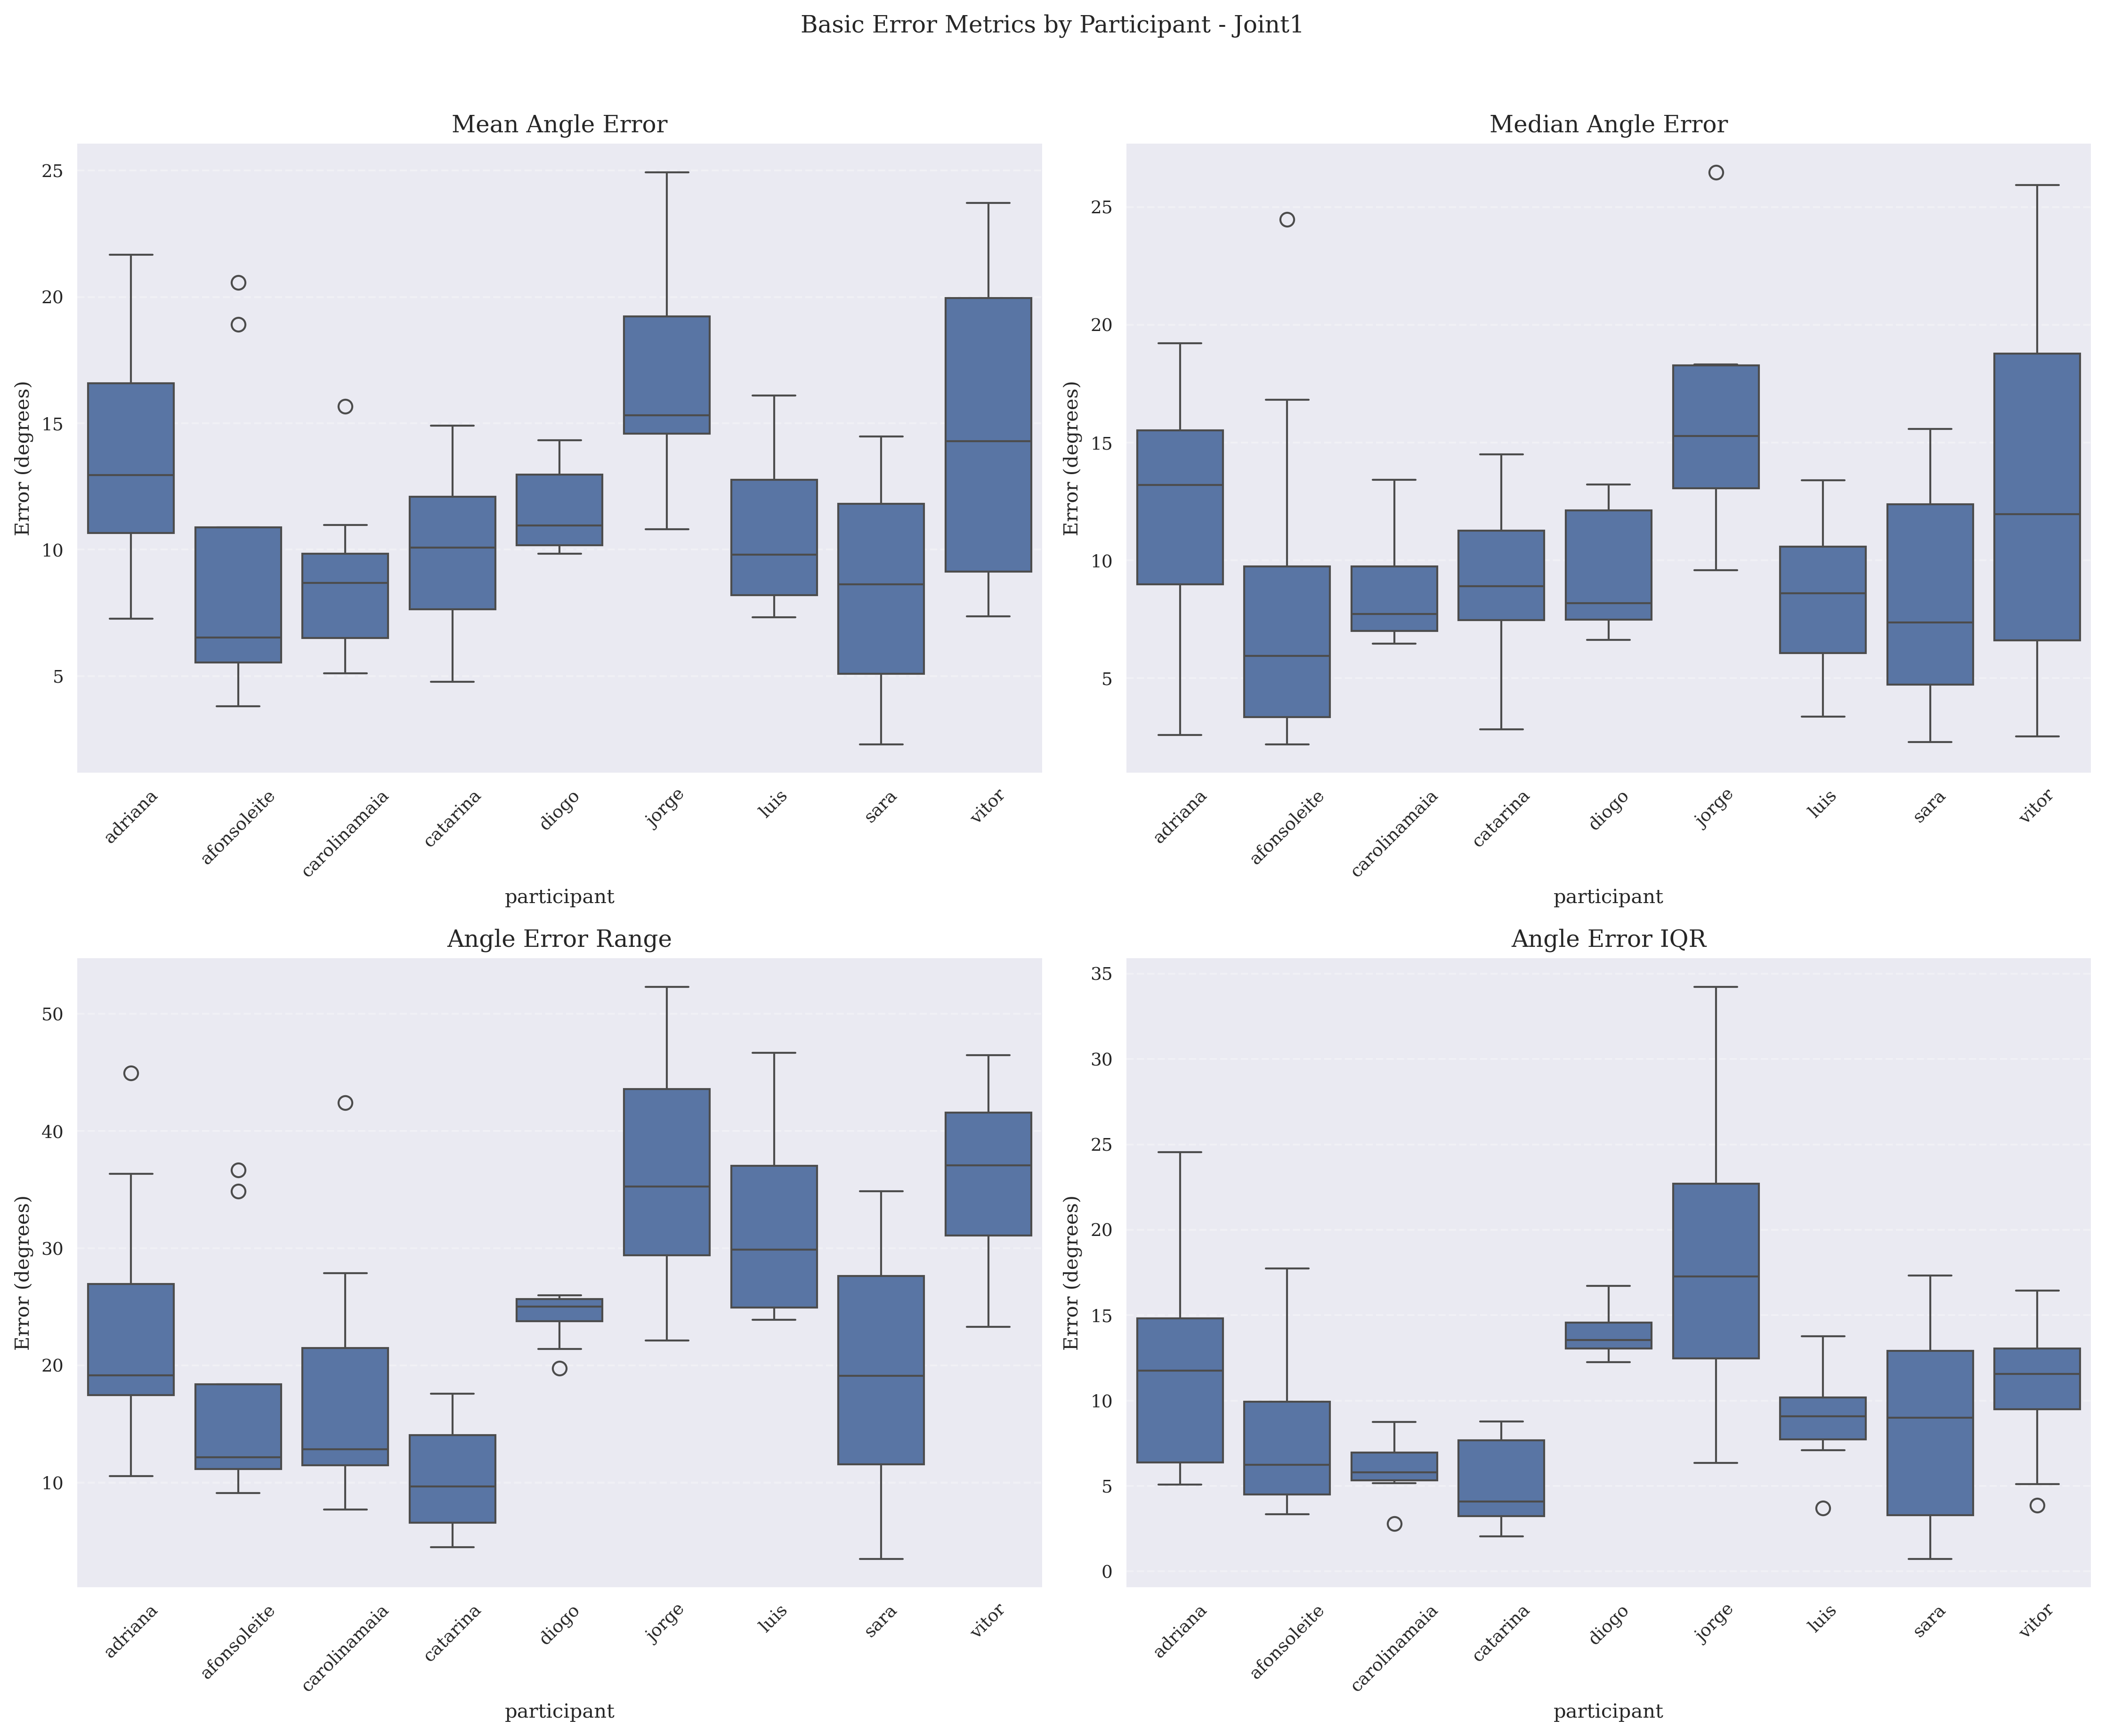 Basic Error Metrics by Participant - Joint1
Mean Angle Error
Error (degrees)
25
20
15
10
5
adriana
afonsoleite
carolinamaia
catarina
diogo
jorge
luis
sara
vitor
participant
Median Angle Error
Error (degrees)
25
20
15
10
5
adriana
afonsoleite
carolinamaia
catarina
diogo
jorge
luis
sara
vitor
participant
Angle Error Range
Error (degrees)
50
40
30
20
10
adriana
afonsoleite
carolinamaia
catarina
diogo
jorge
luis
sara
vitor
participant
Angle Error IQR
Error (degrees)
35
30
25
20
15
10
5
0
adriana
afonsoleite
carolinamaia
catarina
diogo
jorge
luis
sara
vitor
participant